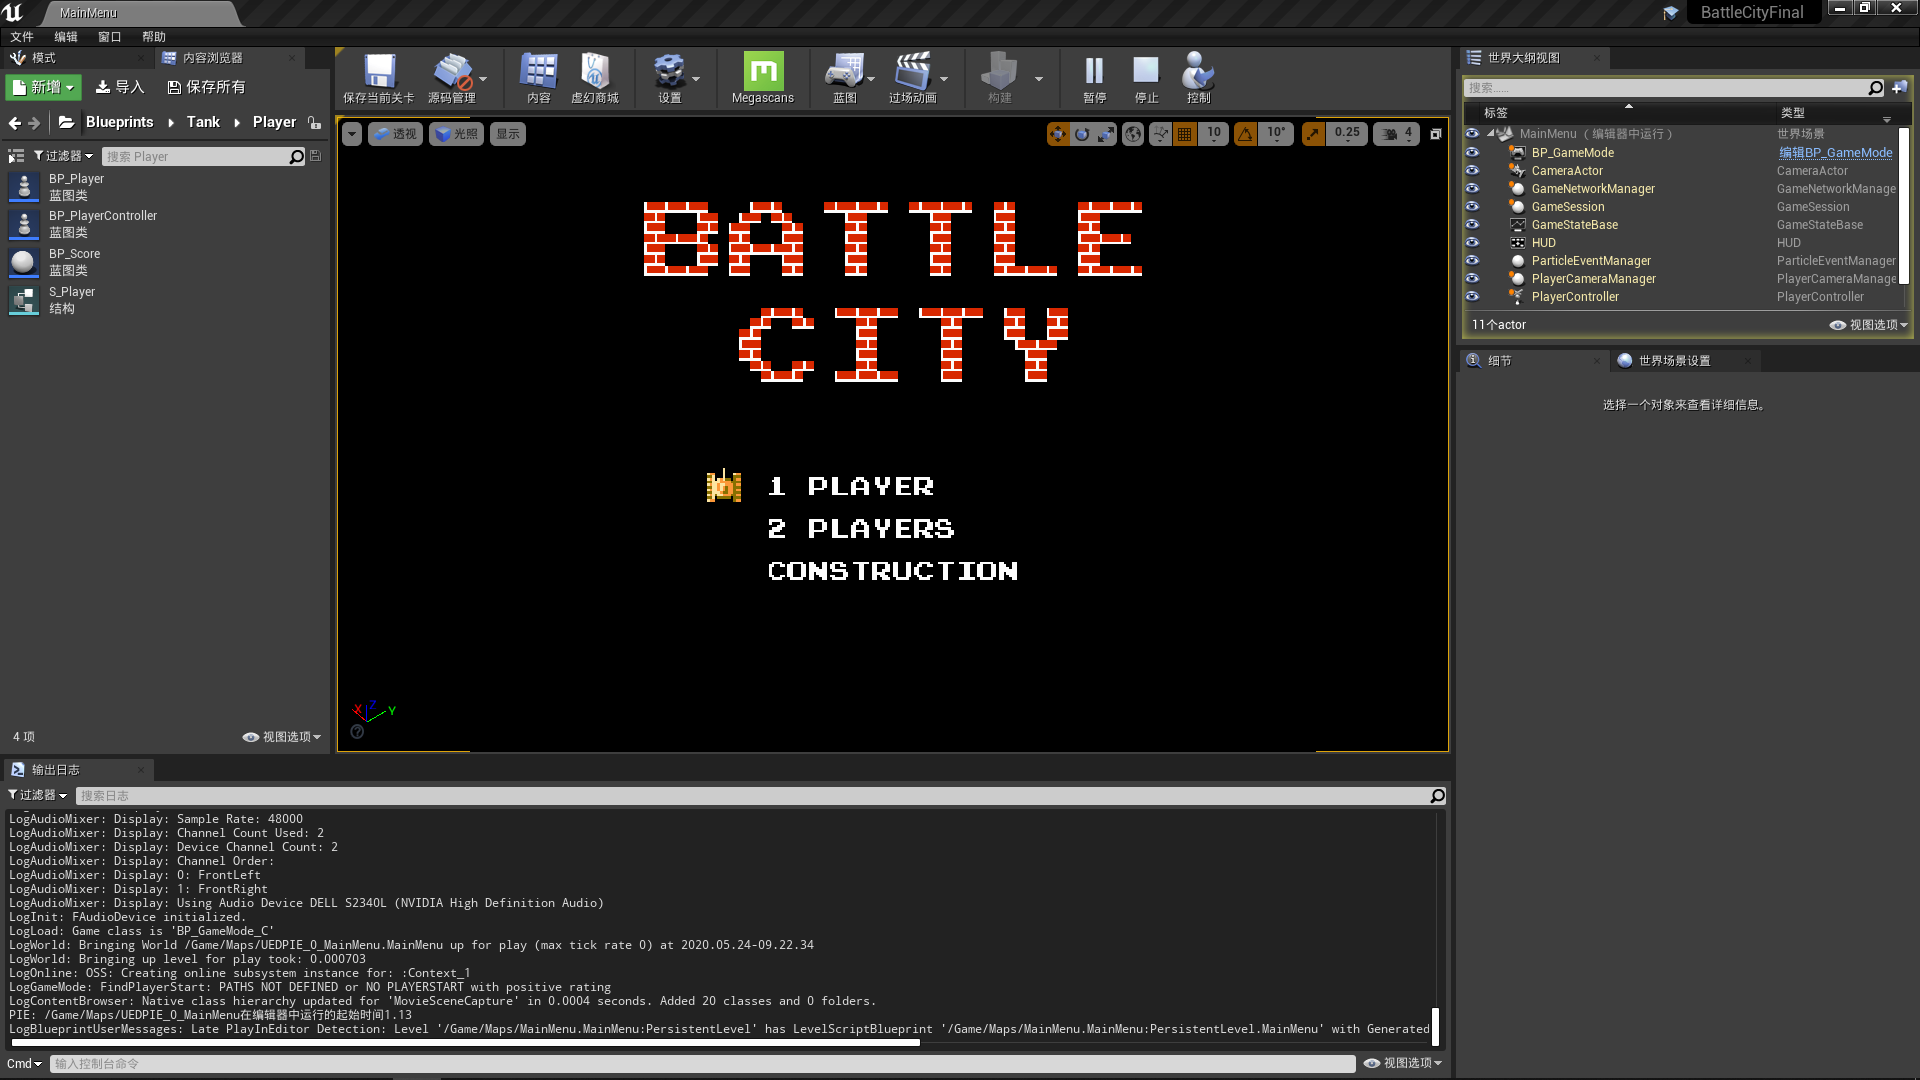 MainMenu
BattleCityFinal
文件 编辑 窗口 帮助
模式 内容浏览器
新增 导入 保存所有
Blueprints Tank Player
过滤器 搜索 Player
BP_Player
蓝图类
BP_PlayerController
蓝图类
BP_Score
蓝图类
S_Player
结构
4 项 视图选项
保存当前关卡 源码管理 内容 虚幻商城 设置 Megascans 蓝图 过场动画 构建 暂停 停止 控制
透视 光照 显示 10 10° 0.25 4
BATTLE
CITY
1 PLAYER
2 PLAYERS
CONSTRUCTION
X Z Y
世界大纲视图
搜索......
标签 类型
MainMenu（编辑器中运行） 世界场景
BP_GameMode 编辑BP_GameMode
CameraActor CameraActor
GameNetworkManager GameNetworkManage
GameSession GameSession
GameStateBase GameStateBase
HUD HUD
ParticleEventManager ParticleEventManager
PlayerCameraManager PlayerCameraManage
PlayerController PlayerController
11个actor 视图选项
细节 世界场景设置
选择一个对象来查看详细信息。
输出日志
过滤器 搜索日志
LogAudioMixer: Display: Sample Rate: 48000
LogAudioMixer: Display: Channel Count Used: 2
LogAudioMixer: Display: Device Channel Count: 2
LogAudioMixer: Display: Channel Order:
LogAudioMixer: Display: 0: FrontLeft
LogAudioMixer: Display: 1: FrontRight
LogAudioMixer: Display: Using Audio Device DELL S2340L (NVIDIA High Definition Audio)
LogInit: FAudioDevice initialized.
LogLoad: Game class is 'BP_GameMode_C'
LogWorld: Bringing World /Game/Maps/UEDPIE_0_MainMenu.MainMenu up for play (max tick rate 0) at 2020.05.24-09.22.34
LogWorld: Bringing up level for play took: 0.000703
LogOnline: OSS: Creating online subsystem instance for: :Context_1
LogGameMode: FindPlayerStart: PATHS NOT DEFINED or NO PLAYERSTART with positive rating
LogContentBrowser: Native class hierarchy updated for 'MovieSceneCapture' in 0.0004 seconds. Added 20 classes and 0 folders.
PIE: /Game/Maps/UEDPIE_0_MainMenu在编辑器中运行的起始时间1.13
LogBlueprintUserMessages: Late PlayInEditor Detection: Level '/Game/Maps/MainMenu.MainMenu:PersistentLevel' has LevelScriptBlueprint '/Game/Maps/MainMenu.MainMenu:PersistentLevel.MainMenu' with Generated
Cmd 输入控制台命令 视图选项